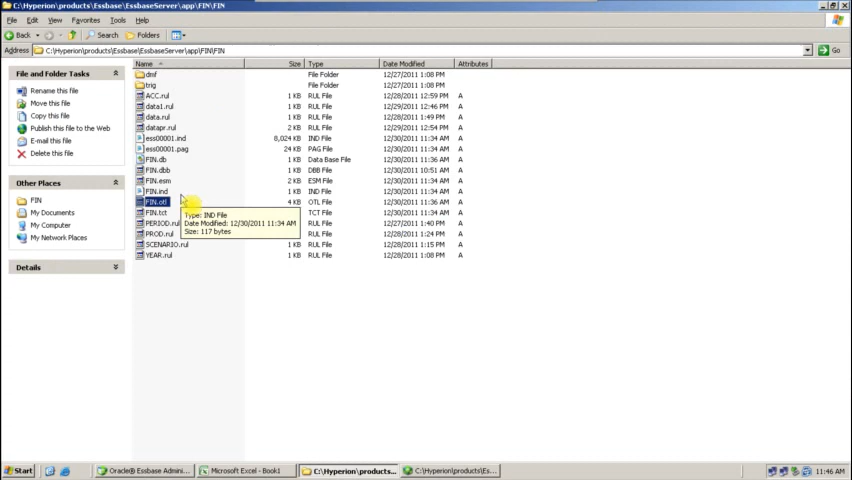 C:\Hyperion\products\Essbase\EssbaseServer\app\FIN\FIN
File Edit View Favorites Tools Help
Back Search Folders
Address C:\Hyperion\products\Essbase\EssbaseServer\app\FIN\FIN Go
File and Folder Tasks
Rename this file
Move this file
Copy this file
Publish this file to the Web
E-mail this file
Delete this file
Other Places
FIN
My Documents
My Computer
My Network Places
Details
Name Size Type Date Modified Attributes
dmf File Folder 12/27/2011 1:08 PM
trig File Folder 12/27/2011 1:08 PM
ACC.rul 1 KB RUL File 12/28/2011 12:59 PM A
data1.rul 1 KB RUL File 12/29/2011 12:46 PM A
data.rul 1 KB RUL File 12/28/2011 1:49 PM A
datapr.rul 2 KB RUL File 12/29/2011 12:54 PM A
ess00001.ind 8,024 KB IND File 12/30/2011 11:34 AM A
ess00001.pag 24 KB PAG File 12/30/2011 11:34 AM A
FIN.db 1 KB Data Base File 12/30/2011 11:36 AM A
FIN.dbb 1 KB DBB File 12/30/2011 10:51 AM A
FIN.esm 2 KB ESM File 12/30/2011 11:34 AM A
FIN.ind 1 KB IND File 12/30/2011 11:34 AM A
FIN.otl 4 KB OTL File 12/30/2011 11:36 AM A
FIN.tct 1 KB TCT File 12/30/2011 11:34 AM A
PERIOD.rul RUL File 12/27/2011 1:40 PM A
PROD.rul RUL File 12/28/2011 1:24 PM A
SCENARIO.rul 1 KB RUL File 12/28/2011 1:15 PM A
YEAR.rul 1 KB RUL File 12/28/2011 1:08 PM A
Type: IND File
Date Modified: 12/30/2011 11:34 AM
Size: 117 bytes
Start Oracle® Essbase Admini... Microsoft Excel - Book1 C:\Hyperion\products... C:\Hyperion\products\Es... 11:46 AM